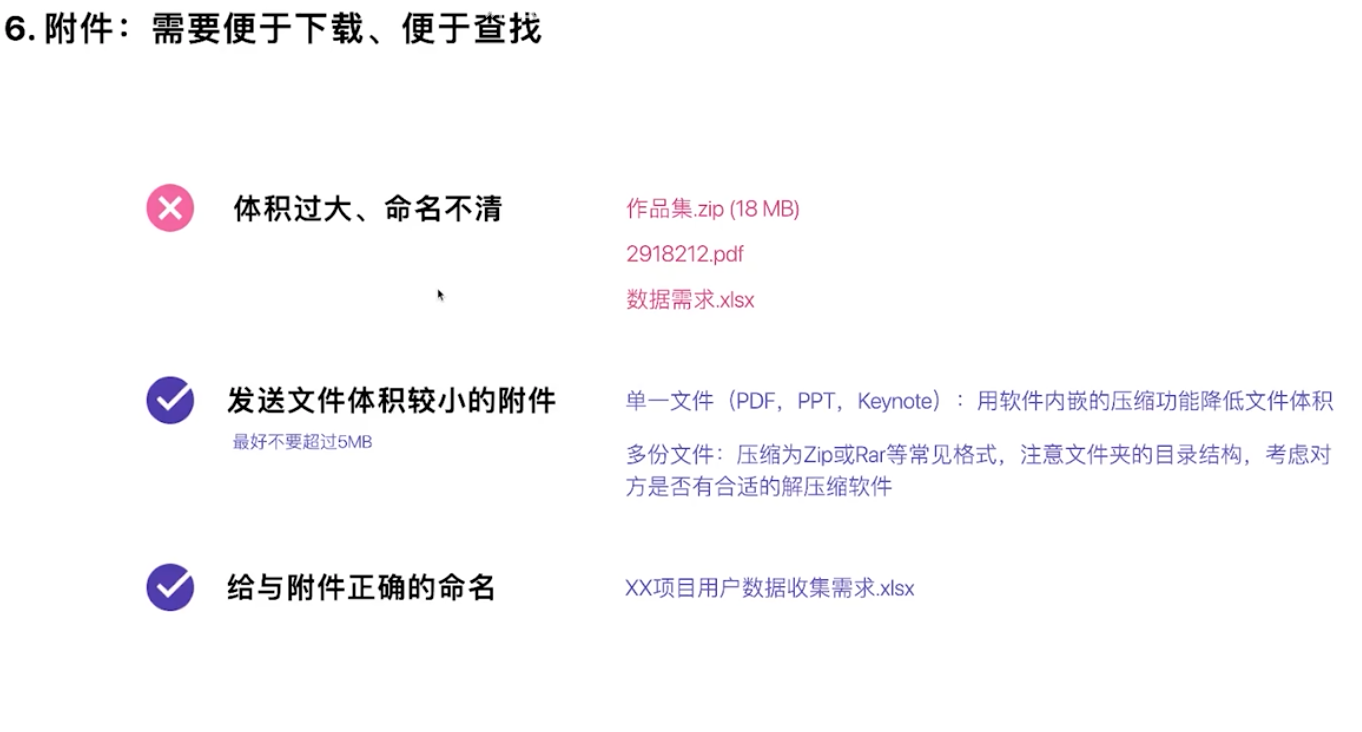 6. 附件：需要便于下载、便于查找
体积过大、命名不清
作品集.zip (18 MB)
2918212.pdf
数据需求.xlsx
发送文件体积较小的附件
最好不要超过5MB
单一文件（PDF，PPT，Keynote）：用软件内嵌的压缩功能降低文件体积
多份文件：压缩为Zip或Rar等常见格式，注意文件夹的目录结构，考虑对
方是否有合适的解压缩软件
给与附件正确的命名
XX项目用户数据收集需求.xlsx